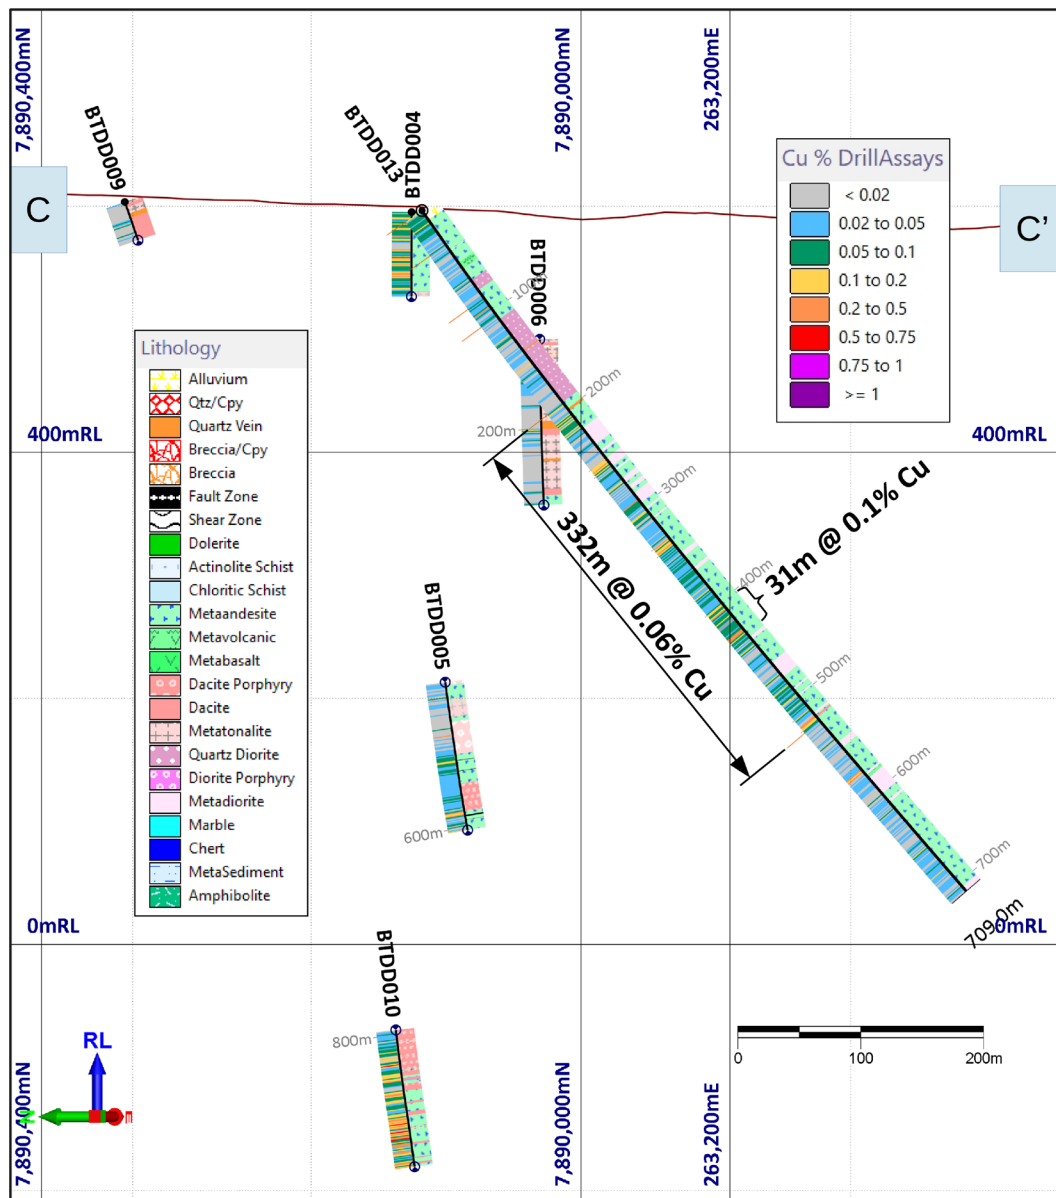 7,890,400mN
7,890,000mN
263,200mE
BTDD009
BTDD013
BTDD004
C
C'
Cu % DrillAssays
< 0.02
0.02 to 0.05
0.05 to 0.1
0.1 to 0.2
0.2 to 0.5
0.5 to 0.75
0.75 to 1
>= 1
BTDD006
100m
200m
200m
300m
400m
500m
600m
700m
709.0m
Lithology
Alluvium
Qtz/Cpy
Quartz Vein
Breccia/Cpy
Breccia
Fault Zone
Shear Zone
Dolerite
Actinolite Schist
Chloritic Schist
Metaandesite
Metavolcanic
Metabasalt
Dacite Porphyry
Dacite
Metatonalite
Quartz Diorite
Diorite Porphyry
Metadiorite
Marble
Chert
MetaSediment
Amphibolite
400mRL
400mRL
332m @ 0.06% Cu
31m @ 0.1% Cu
BTDD005
600m
0mRL
0mRL
BTDD010
800m
RL
N
0
100
200m
7,890,400mN
7,890,000mN
263,200mE